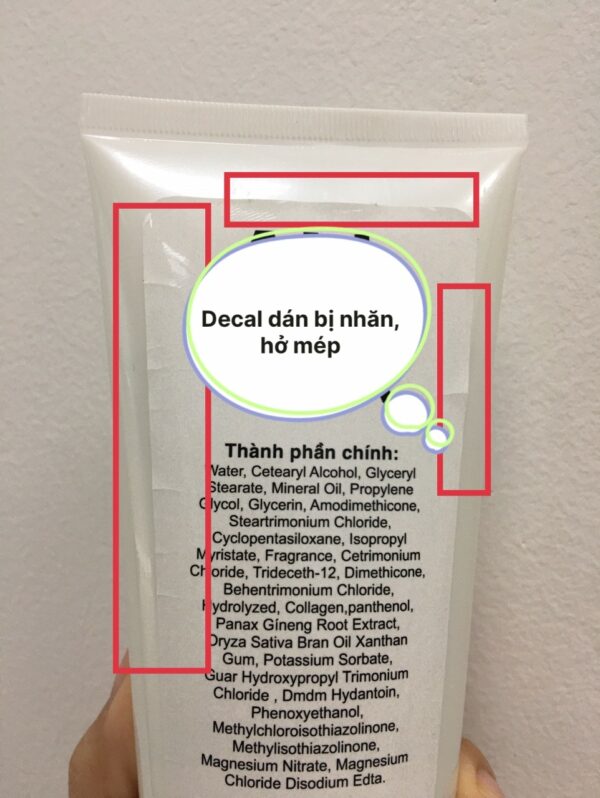 Decal dán bị nhăn,
hở mép
Thành phần chính:
Water, Cetearyl Alcohol, Glyceryl
Stearate, Mineral Oil, Propylene
Glycol, Glycerin, Amodimethicone,
Steartrimonium Chloride,
Cyclopentasiloxane, Isopropyl
Myristate, Fragrance, Cetrimonium
Chloride, Trideceth-12, Dimethicone,
Behentrimonium Chloride,
Hydrolyzed, Collagen,panthenol,
Panax Gíneng Root Extract,
Oryza Sativa Bran Oil Xanthan
Gum, Potassium Sorbate,
Guar Hydroxypropyl Trimonium
Chloride , Dmdm Hydantoin,
Phenoxyethanol,
Methylchloroisothiazolinone,
Methylisothiazolinone,
Magnesium Nitrate, Magnesium
Chloride Disodium Edta.